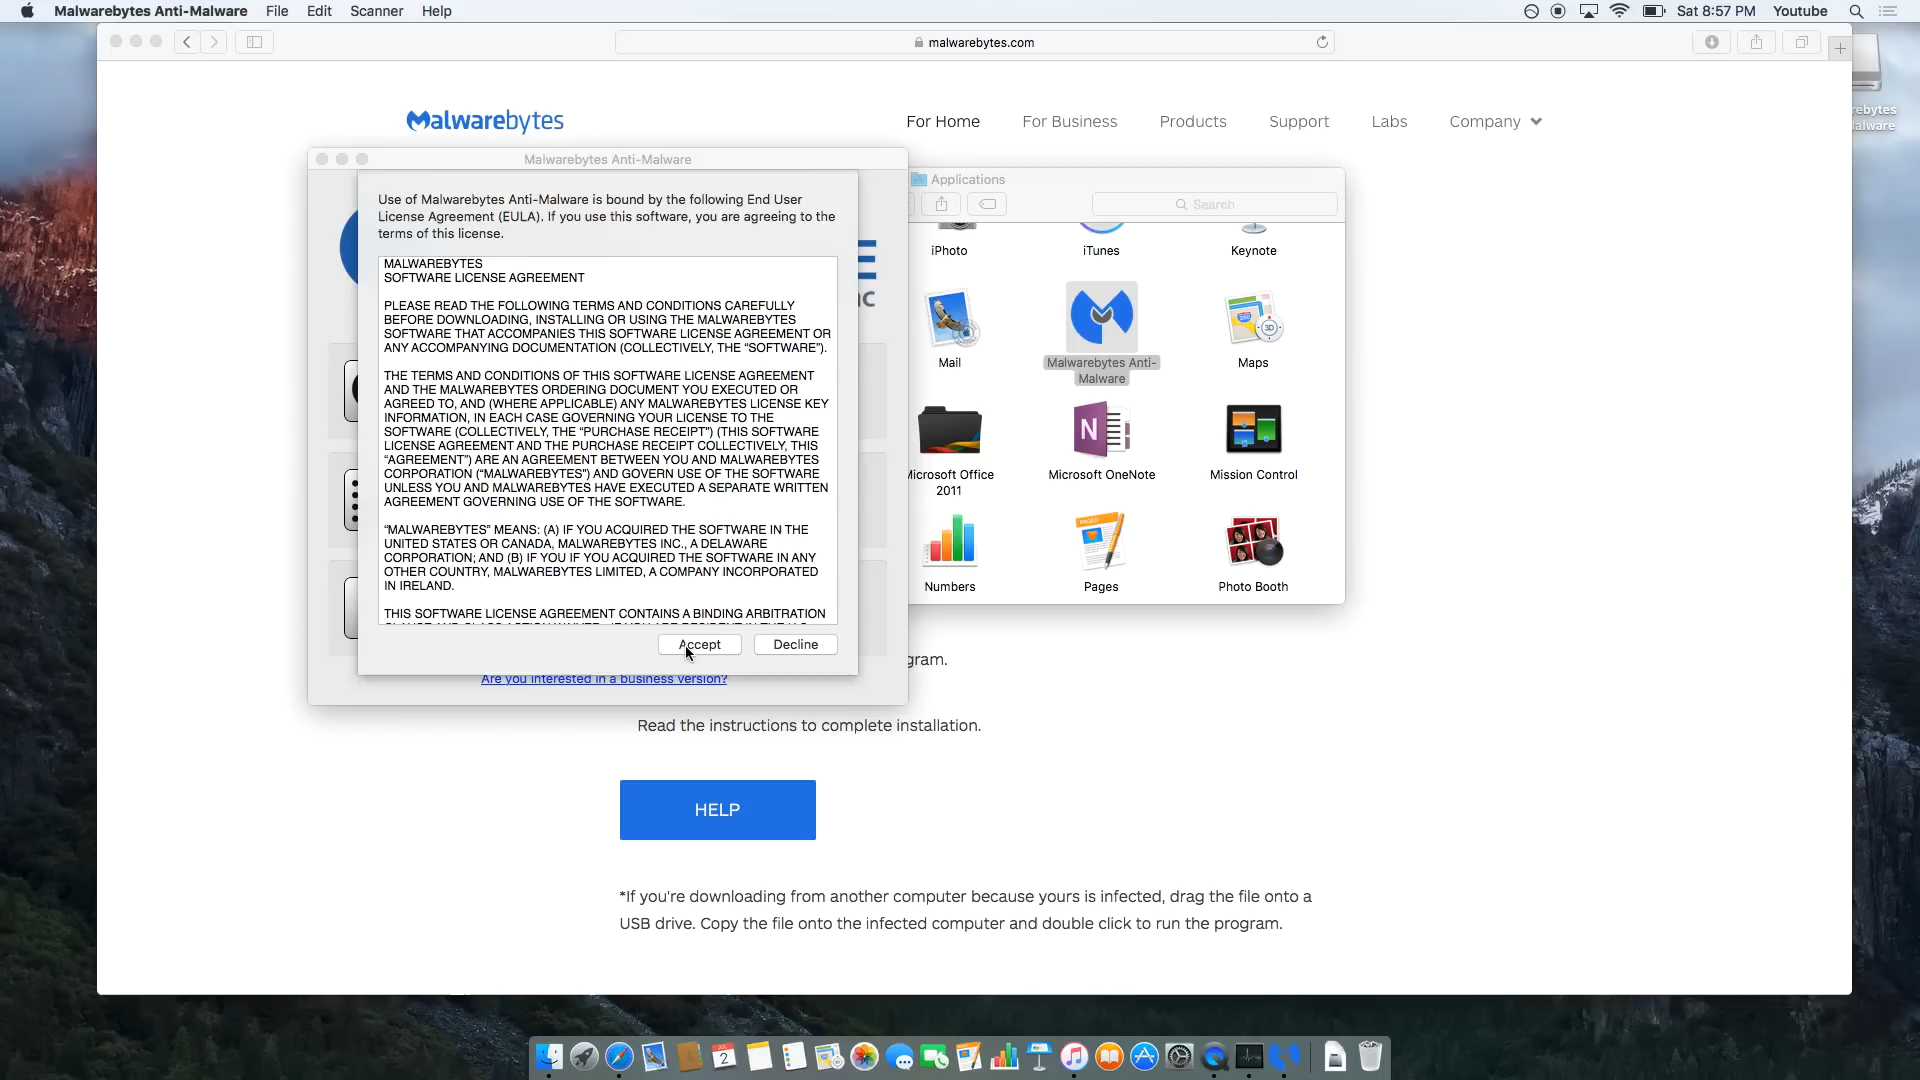 Malwarebytes Anti-Malware File Edit Scanner Help
Sat 8:57 PM Youtube
malwarebytes.com
Malwarebytes
For Home For Business Products Support Labs Company
Malwarebytes Anti-Malware
Use of Malwarebytes Anti-Malware is bound by the following End User
License Agreement (EULA). If you use this software, you are agreeing to the
terms of this license.
MALWAREBYTES
SOFTWARE LICENSE AGREEMENT
PLEASE READ THE FOLLOWING TERMS AND CONDITIONS CAREFULLY
BEFORE DOWNLOADING, INSTALLING OR USING THE MALWAREBYTES
SOFTWARE THAT ACCOMPANIES THIS SOFTWARE LICENSE AGREEMENT OR
ANY ACCOMPANYING DOCUMENTATION (COLLECTIVELY, THE “SOFTWARE”).
THE TERMS AND CONDITIONS OF THIS SOFTWARE LICENSE AGREEMENT
AND THE MALWAREBYTES ORDERING DOCUMENT YOU EXECUTED OR
AGREED TO, AND (WHERE APPLICABLE) ANY MALWAREBYTES LICENSE KEY
INFORMATION, IN EACH CASE GOVERNING YOUR LICENSE TO THE
SOFTWARE (COLLECTIVELY, THE “PURCHASE RECEIPT”) (THIS SOFTWARE
LICENSE AGREEMENT AND THE PURCHASE RECEIPT COLLECTIVELY, THIS
“AGREEMENT”) ARE AN AGREEMENT BETWEEN YOU AND MALWAREBYTES
CORPORATION (“MALWAREBYTES”) AND GOVERN USE OF THE SOFTWARE
UNLESS YOU AND MALWAREBYTES HAVE EXECUTED A SEPARATE WRITTEN
AGREEMENT GOVERNING USE OF THE SOFTWARE.
“MALWAREBYTES” MEANS: (A) IF YOU ACQUIRED THE SOFTWARE IN THE
UNITED STATES OR CANADA, MALWAREBYTES INC., A DELAWARE
CORPORATION; AND (B) IF YOU IF YOU ACQUIRED THE SOFTWARE IN ANY
OTHER COUNTRY, MALWAREBYTES LIMITED, A COMPANY INCORPORATED
IN IRELAND.
THIS SOFTWARE LICENSE AGREEMENT CONTAINS A BINDING ARBITRATION
Accept Decline
Are you interested in a business version?
Applications
Search
iPhoto iTunes Keynote
Mail
Malwarebytes Anti-
Malware
Maps
Microsoft Office
2011
Microsoft OneNote
Mission Control
Numbers Pages Photo Booth
gram.
Read the instructions to complete installation.
HELP
*If you're downloading from another computer because yours is infected, drag the file onto a
USB drive. Copy the file onto the infected computer and double click to run the program.
rebytes
alware